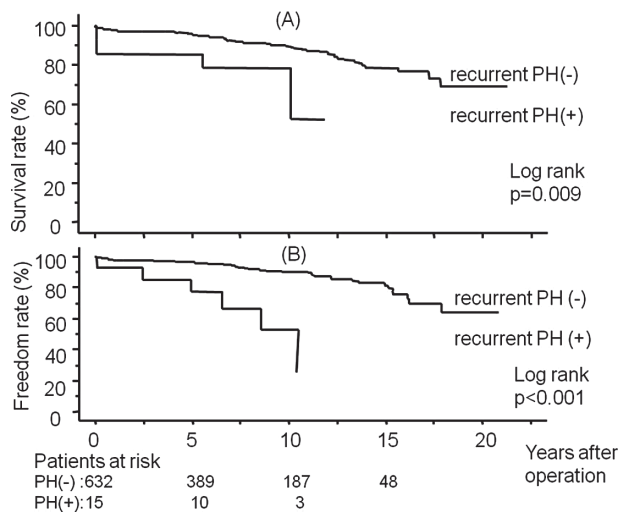 (A)
Survival rate (%)
100
80
60
40
20
0
recurrent PH(-)
recurrent PH(+)
Log rank
p=0.009
(B)
Freedom rate (%)
100
80
60
40
20
0
recurrent PH (-)
recurrent PH (+)
Log rank
p<0.001
0 5 10 15 20
Years after
operation
Patients at risk
PH(-) :632 389 187 48
PH(+):15 10 3